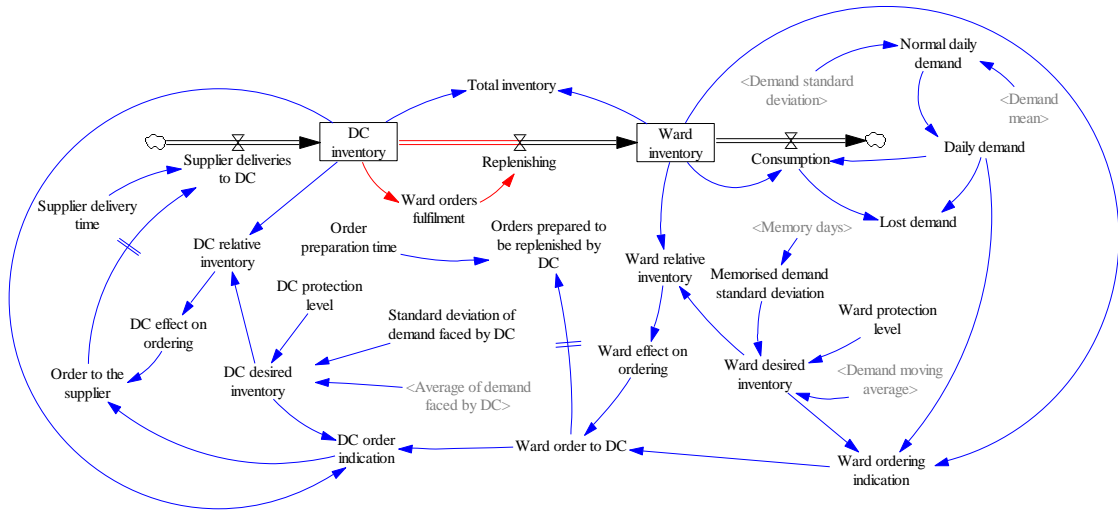 Normal daily
demand
<Demand standard
deviation>
<Demand
mean>
Total inventory
DC
inventory
Ward
inventory
Supplier deliveries
to DC
Replenishing
Consumption
Daily demand
Supplier delivery
time
Ward orders
fulfilment
Lost demand
Order
preparation time
Orders prepared to
be replenished by
DC
<Memory days>
DC relative
inventory
Ward relative
inventory
Memorised demand
standard deviation
DC protection
level
Ward protection
level
DC effect on
ordering
Standard deviation of
demand faced by DC
Ward effect on
ordering
Order to the
supplier
DC desired
inventory
<Average of demand
faced by DC>
Ward desired
inventory
<Demand moving
average>
DC order
indication
Ward order to DC
Ward ordering
indication